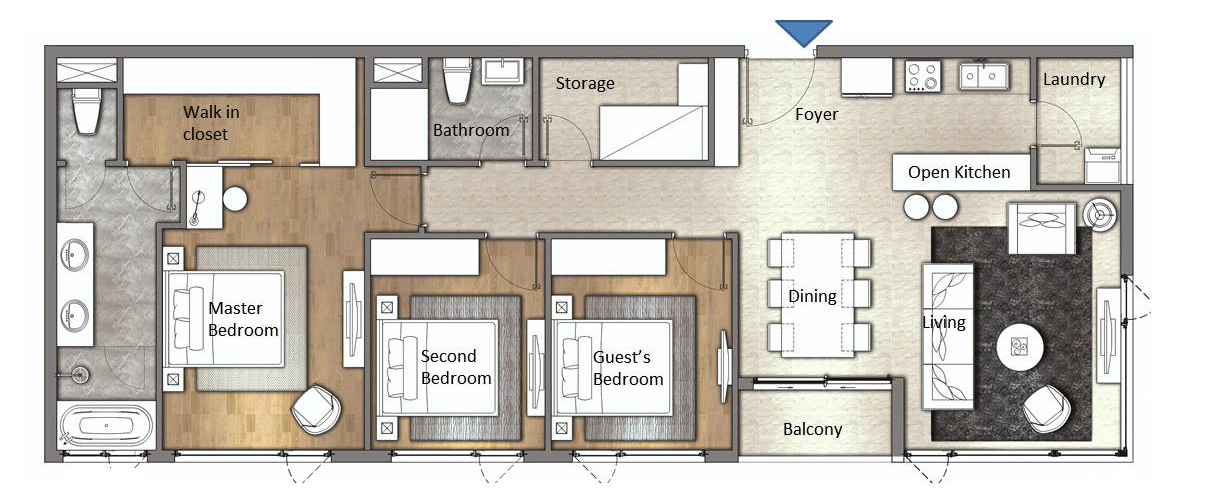 Storage
Laundry
Walk in
closet
Foyer
Bathroom
Open Kitchen
Dining
Master
Bedroom
Living
Second
Bedroom
Guest’s
Bedroom
Balcony